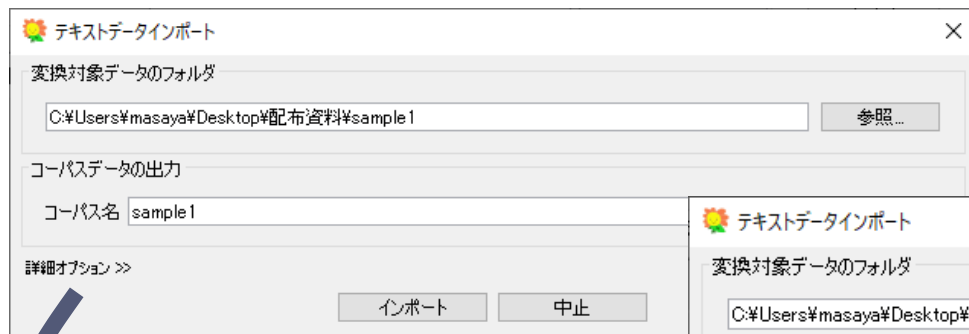 テキストデータインポート
変換対象データのフォルダ
C:¥Users¥masaya¥Desktop¥配布資料¥sample1
参照...
コーパスデータの出力
コーパス名 sample1
詳細オプション >>
インポート
中止
テキストデータインポート
変換対象データのフォルダ
C:¥Users¥masaya¥Desktop¥